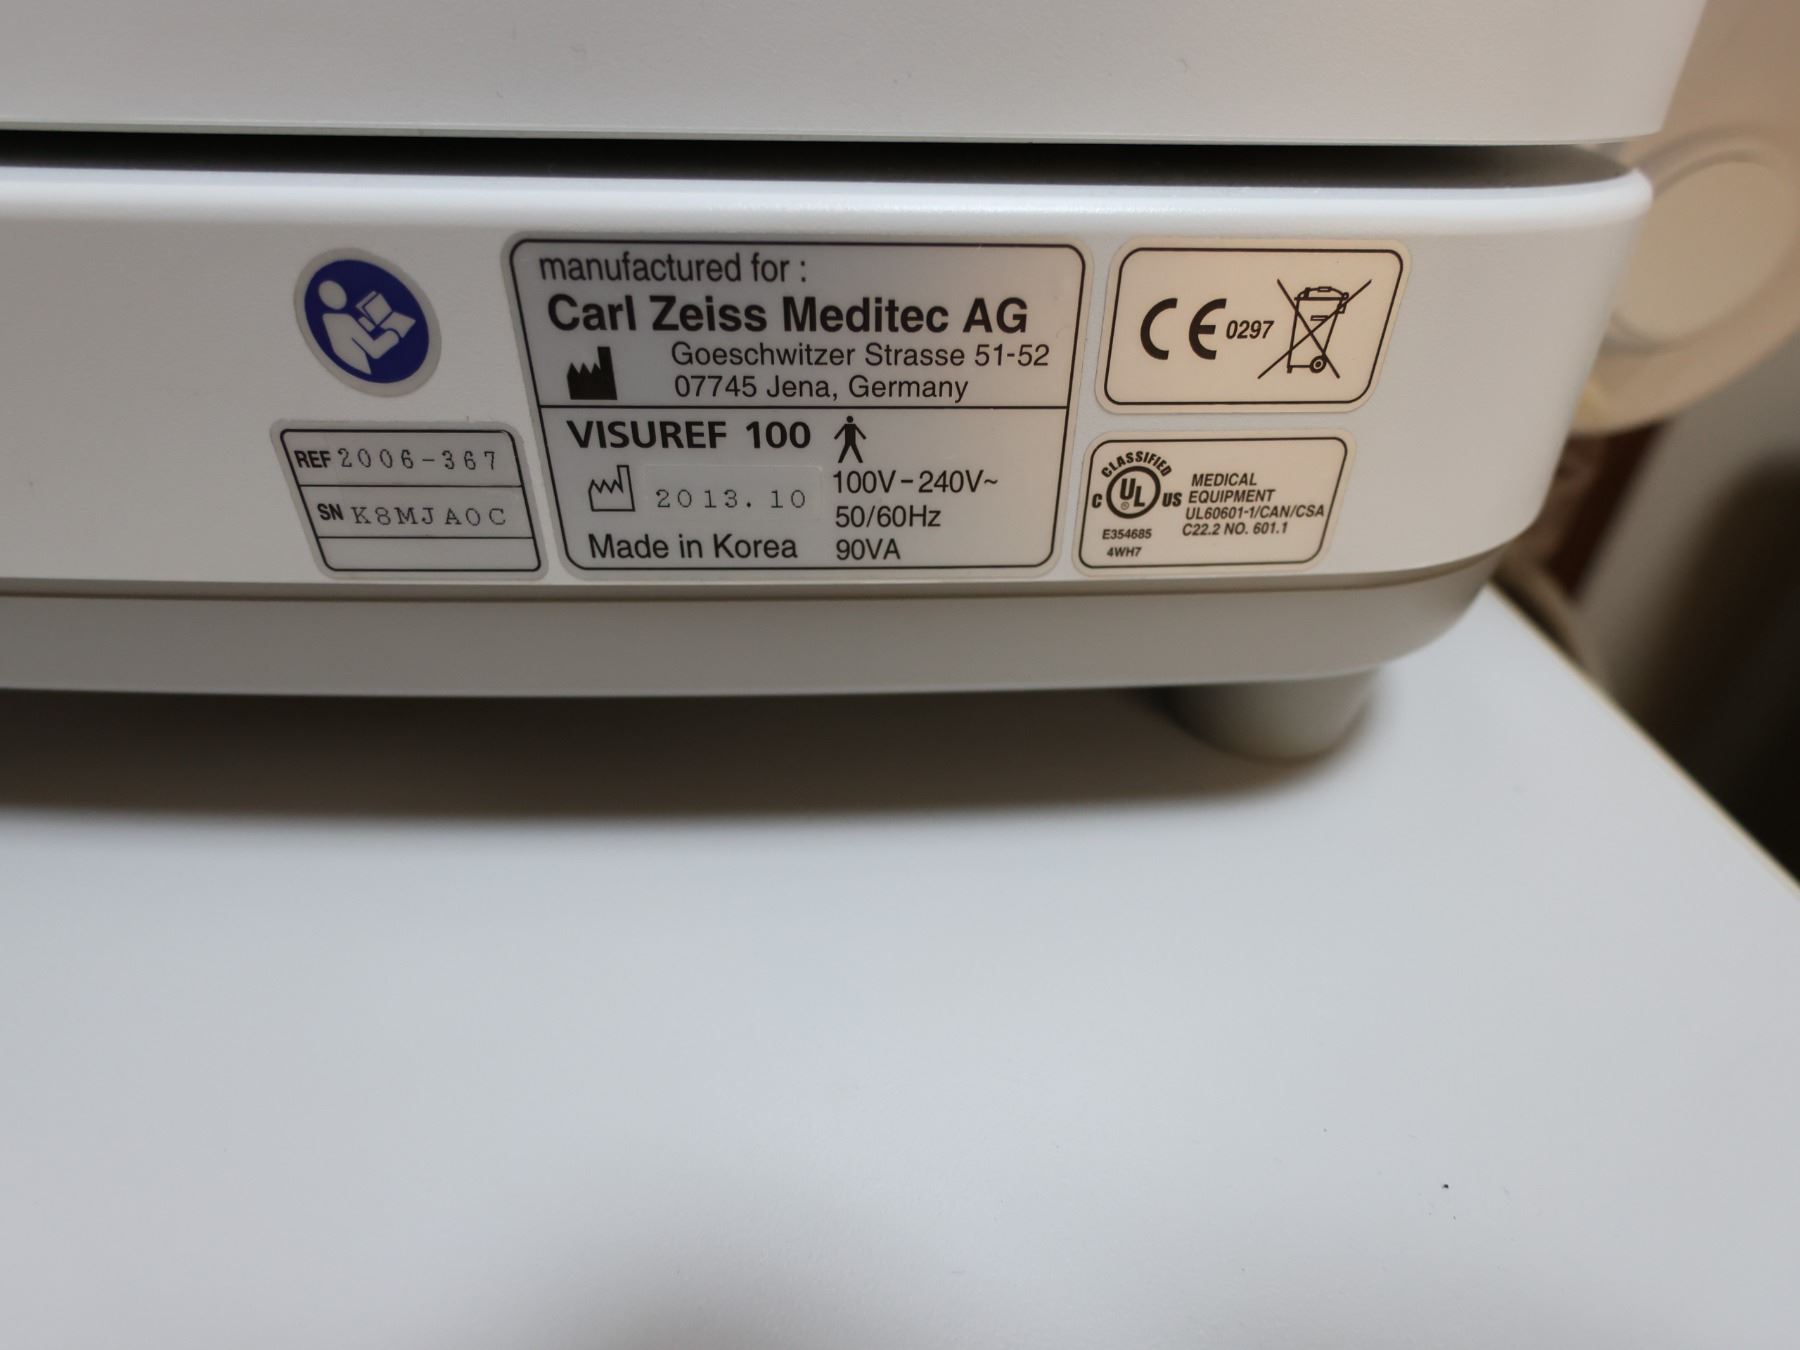 manufactured for :
Carl Zeiss Meditec AG
Goeschwitzer Strasse 51-52
07745 Jena, Germany
VISUREF 100
2013.10
Made in Korea
100V-240V~
50/60Hz
90VA
REF 2006-367
SN K8MJA0C
CE 0297
CLASSIFIED
C UL US
®
MEDICAL
EQUIPMENT
UL60601-1/CAN/CSA
C22.2 NO. 601.1
E354685
4WH7